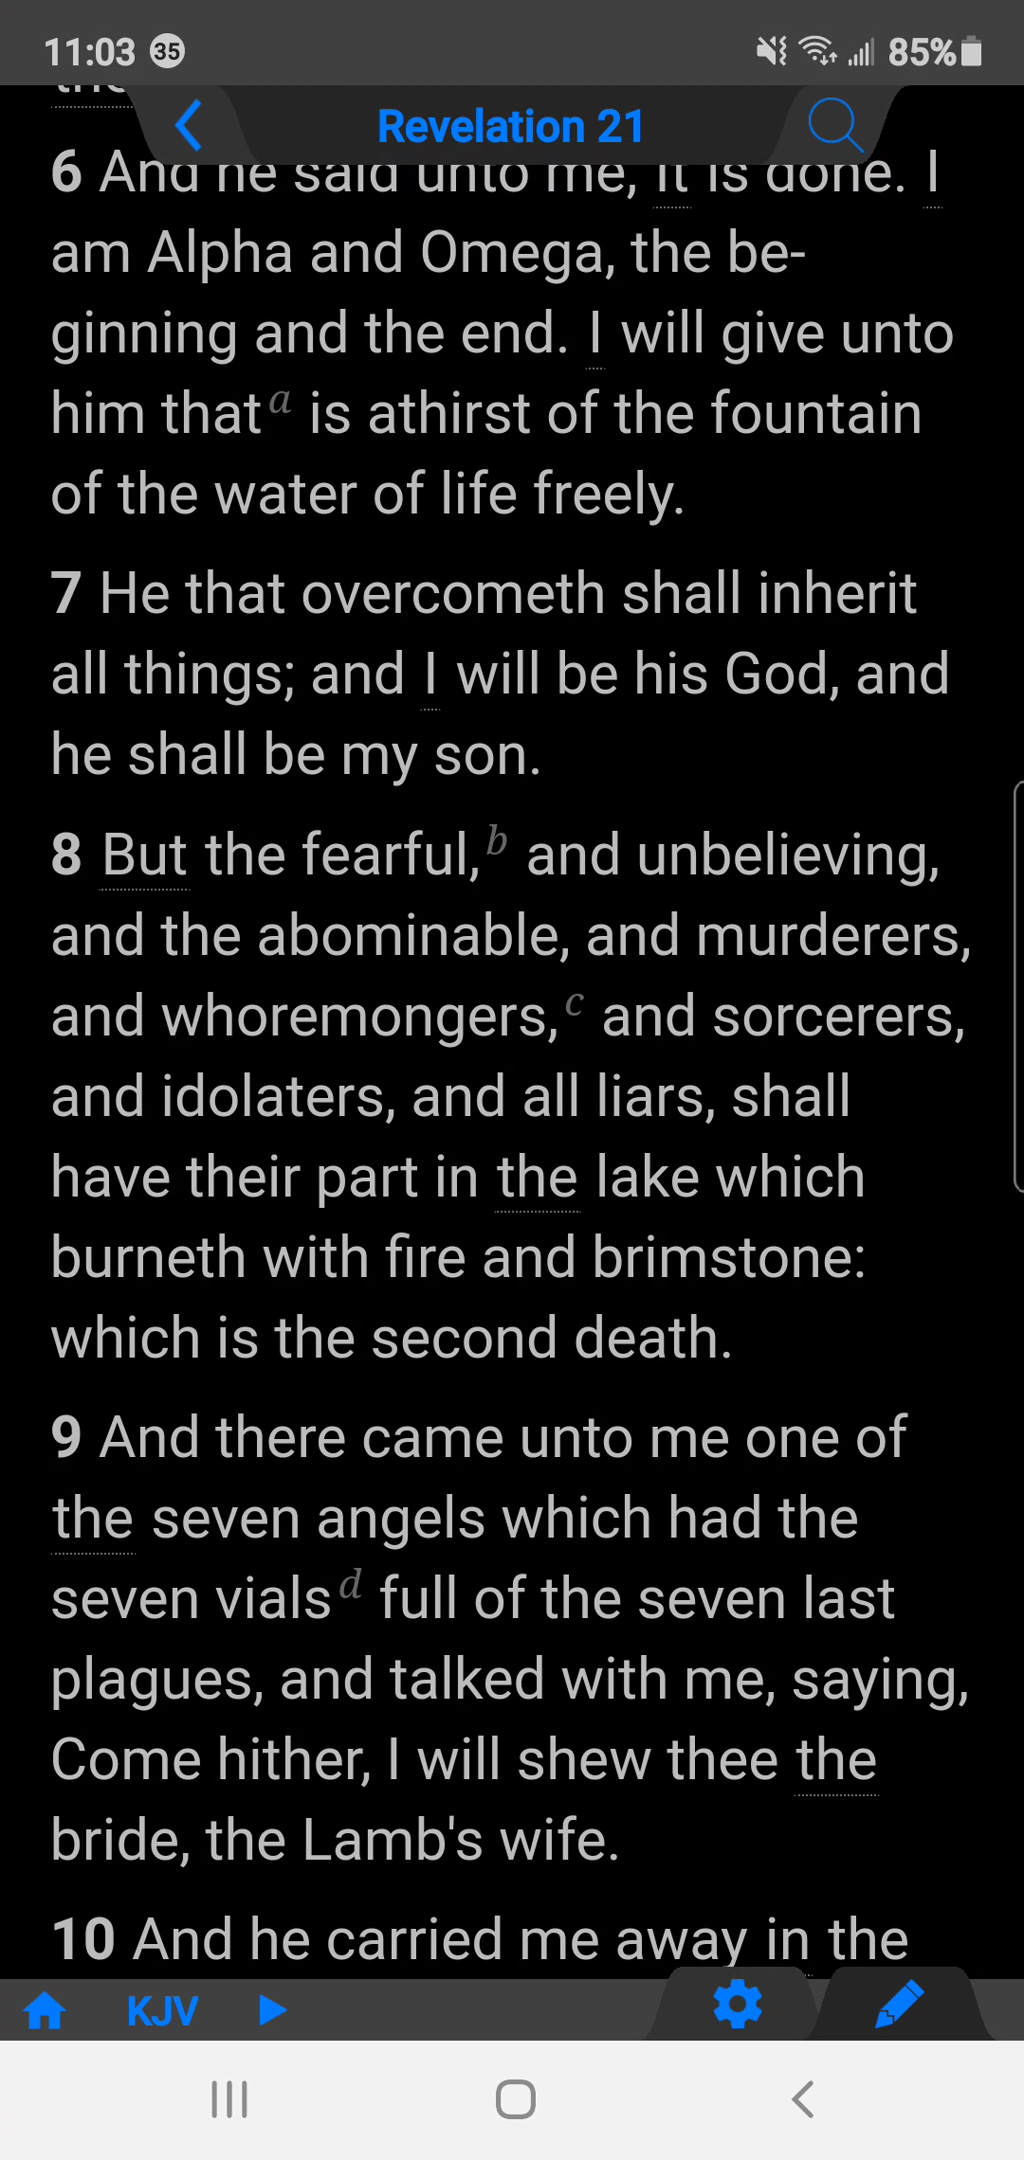 11:03 35 85%
Revelation 21
6 And he said unto me, It is done. I
am Alpha and Omega, the be-
ginning and the end. I will give unto
him that a is athirst of the fountain
of the water of life freely.
7 He that overcometh shall inherit
all things; and I will be his God, and
he shall be my son.
8 But the fearful, b and unbelieving,
and the abominable, and murderers,
and whoremongers, c and sorcerers,
and idolaters, and all liars, shall
have their part in the lake which
burneth with fire and brimstone:
which is the second death.
9 And there came unto me one of
the seven angels which had the
seven vials d full of the seven last
plagues, and talked with me, saying,
Come hither, I will shew thee the
bride, the Lamb's wife.
10 And he carried me away in the
KJV